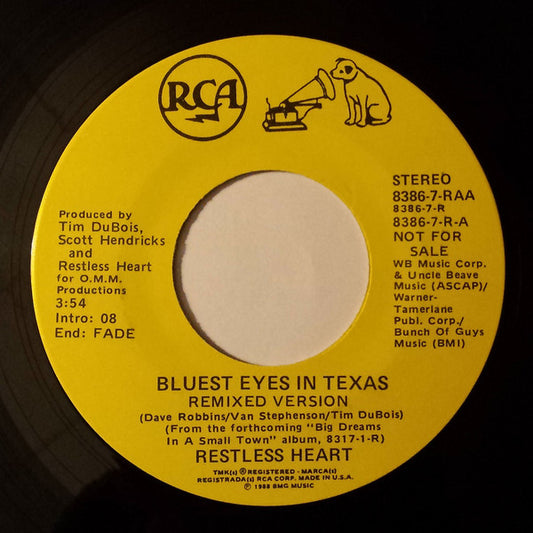 RCA
STEREO
8386-7-RAA
8386-7-R
8386-7-R-A
NOT FOR
SALE
WB Music Corp.
& Uncle Beave
Music (ASCAP)/
Warner-
Tamerlane
Publ. Corp./
Bunch Of Guys
Music (BMI)
Produced by
Tim DuBois,
Scott Hendricks
and
Restless Heart
for O.M.M.
Productions
3:54
Intro: 08
End: FADE
BLUEST EYES IN TEXAS
REMIXED VERSION
(Dave Robbins/Van Stephenson/Tim DuBois)
(From the forthcoming "Big Dreams
In A Small Town" album, 8317-1-R)
RESTLESS HEART
TMK(s) ® REGISTERED - MARCA(s)
REGISTRADA(s) RCA CORP. MADE IN U.S.A.
℗ 1988 BMG MUSIC